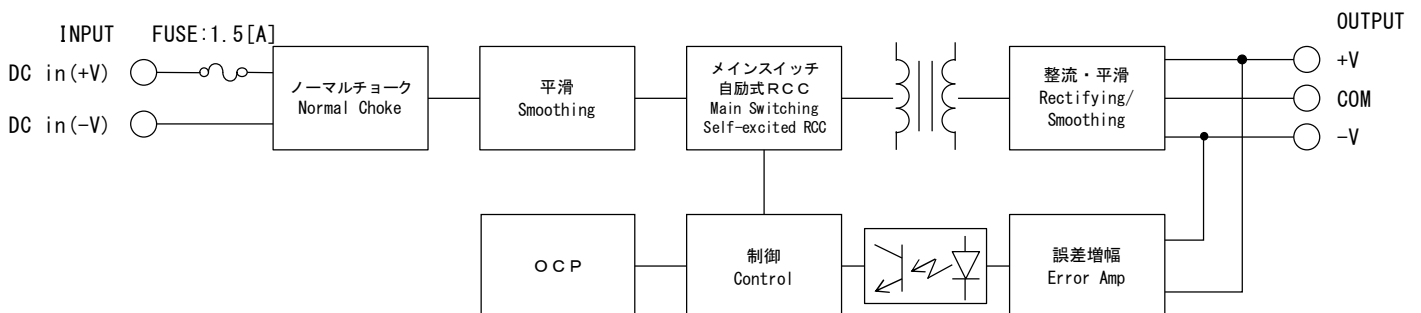 INPUT
FUSE:1.5[A]
OUTPUT
DC in(+V)
DC in(-V)
ノーマルチョーク
Normal Choke
平滑
Smoothing
メインスイッチ
自励式RCC
Main Switching
Self-excited RCC
整流・平滑
Rectifying/
Smoothing
+V
COM
-V
OCP
制御
Control
誤差増幅
Error Amp